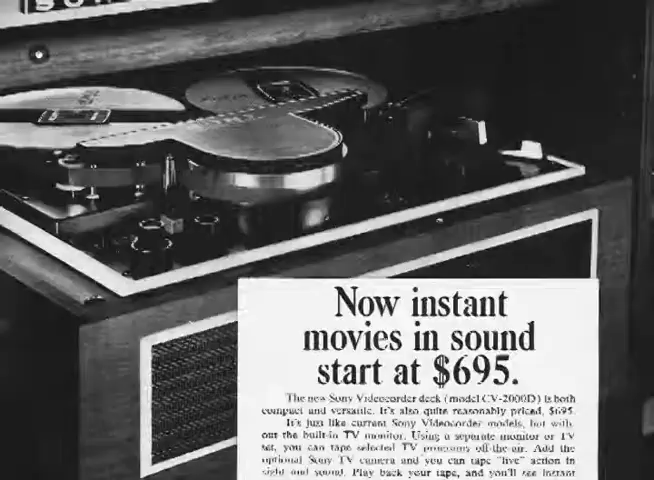 SON
Now instant
movies in sound
start at $695.
The new Sony Videocorder deck (model CV-2000D) is both
compact and versatile. It's also quite reasonably priced, $695.
It's just like current Sony Videocorder models, but with-
out the built-in TV monitor. Using a separate monitor or TV
set, you can tape selected TV programs off-the-air. Add the
optional Sony TV camera and you can tape "live" action in
sight and sound. Play back your tape, and you'll see instant